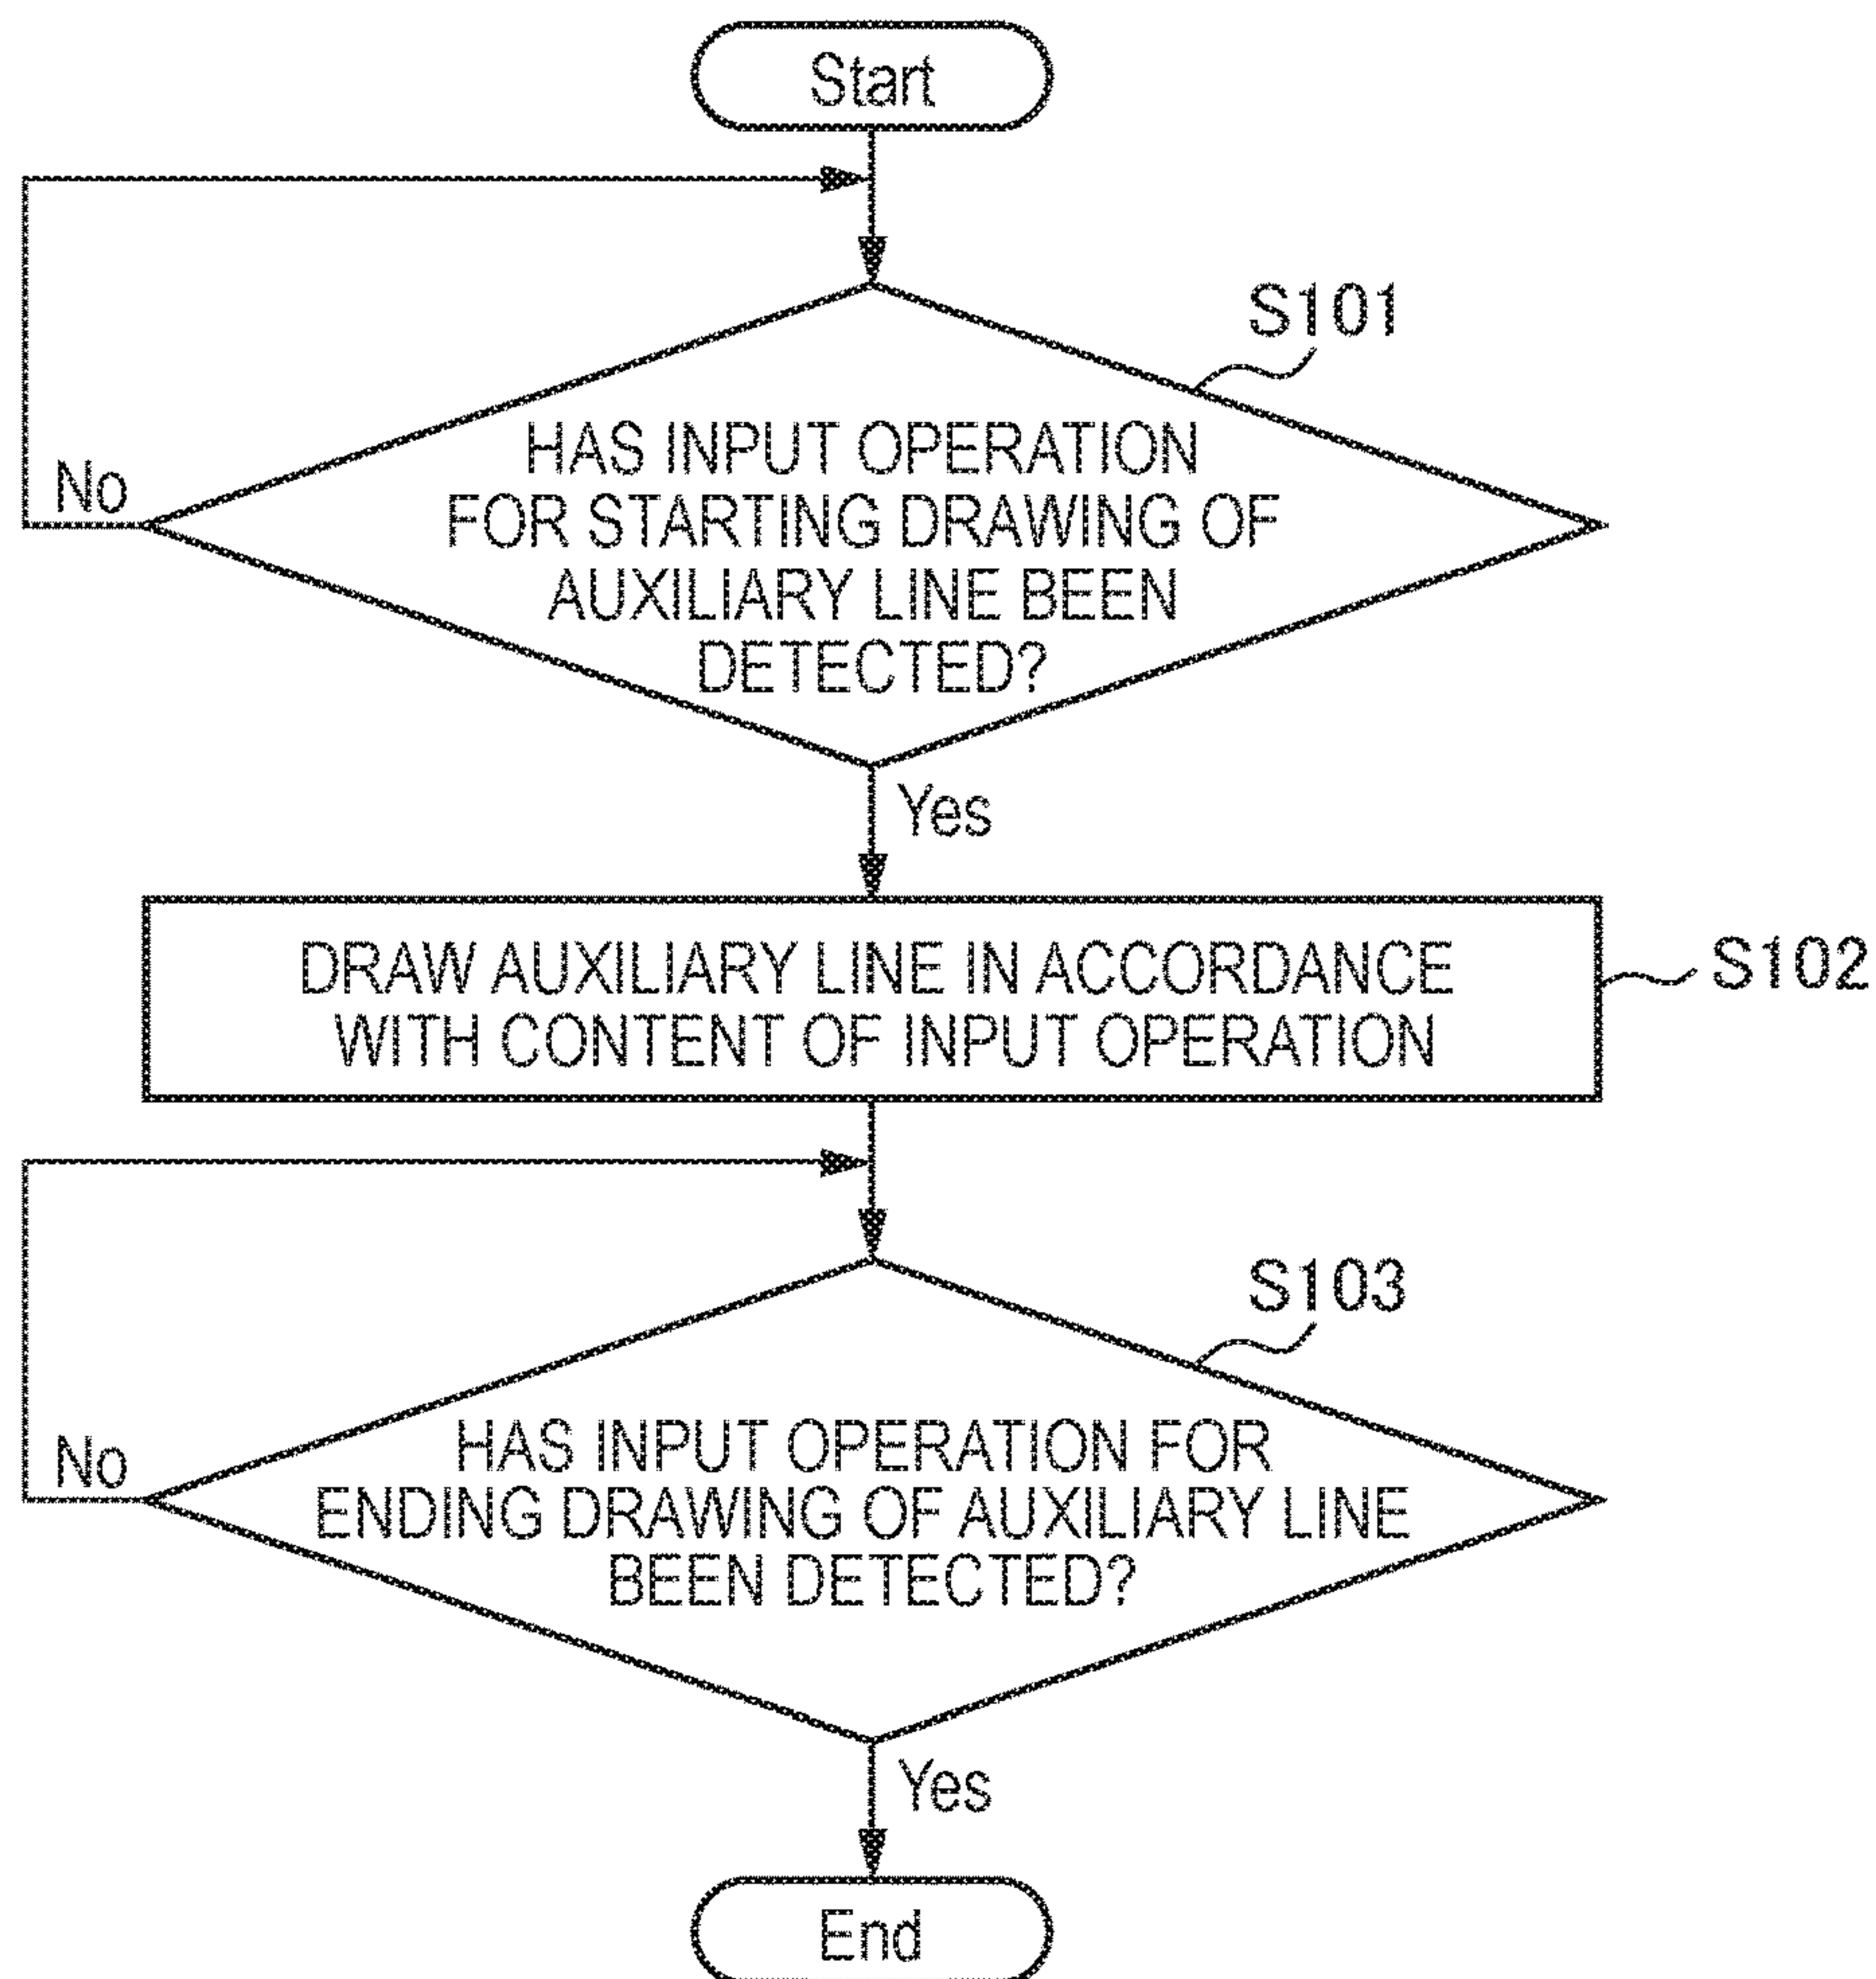 Start
S101
HAS INPUT OPERATION
FOR STARTING DRAWING OF
AUXILIARY LINE BEEN
DETECTED?
No
Yes
DRAW AUXILIARY LINE IN ACCORDANCE
WITH CONTENT OF INPUT OPERATION
S102
S103
HAS INPUT OPERATION FOR
ENDING DRAWING OF AUXILIARY LINE
BEEN DETECTED?
No
Yes
End